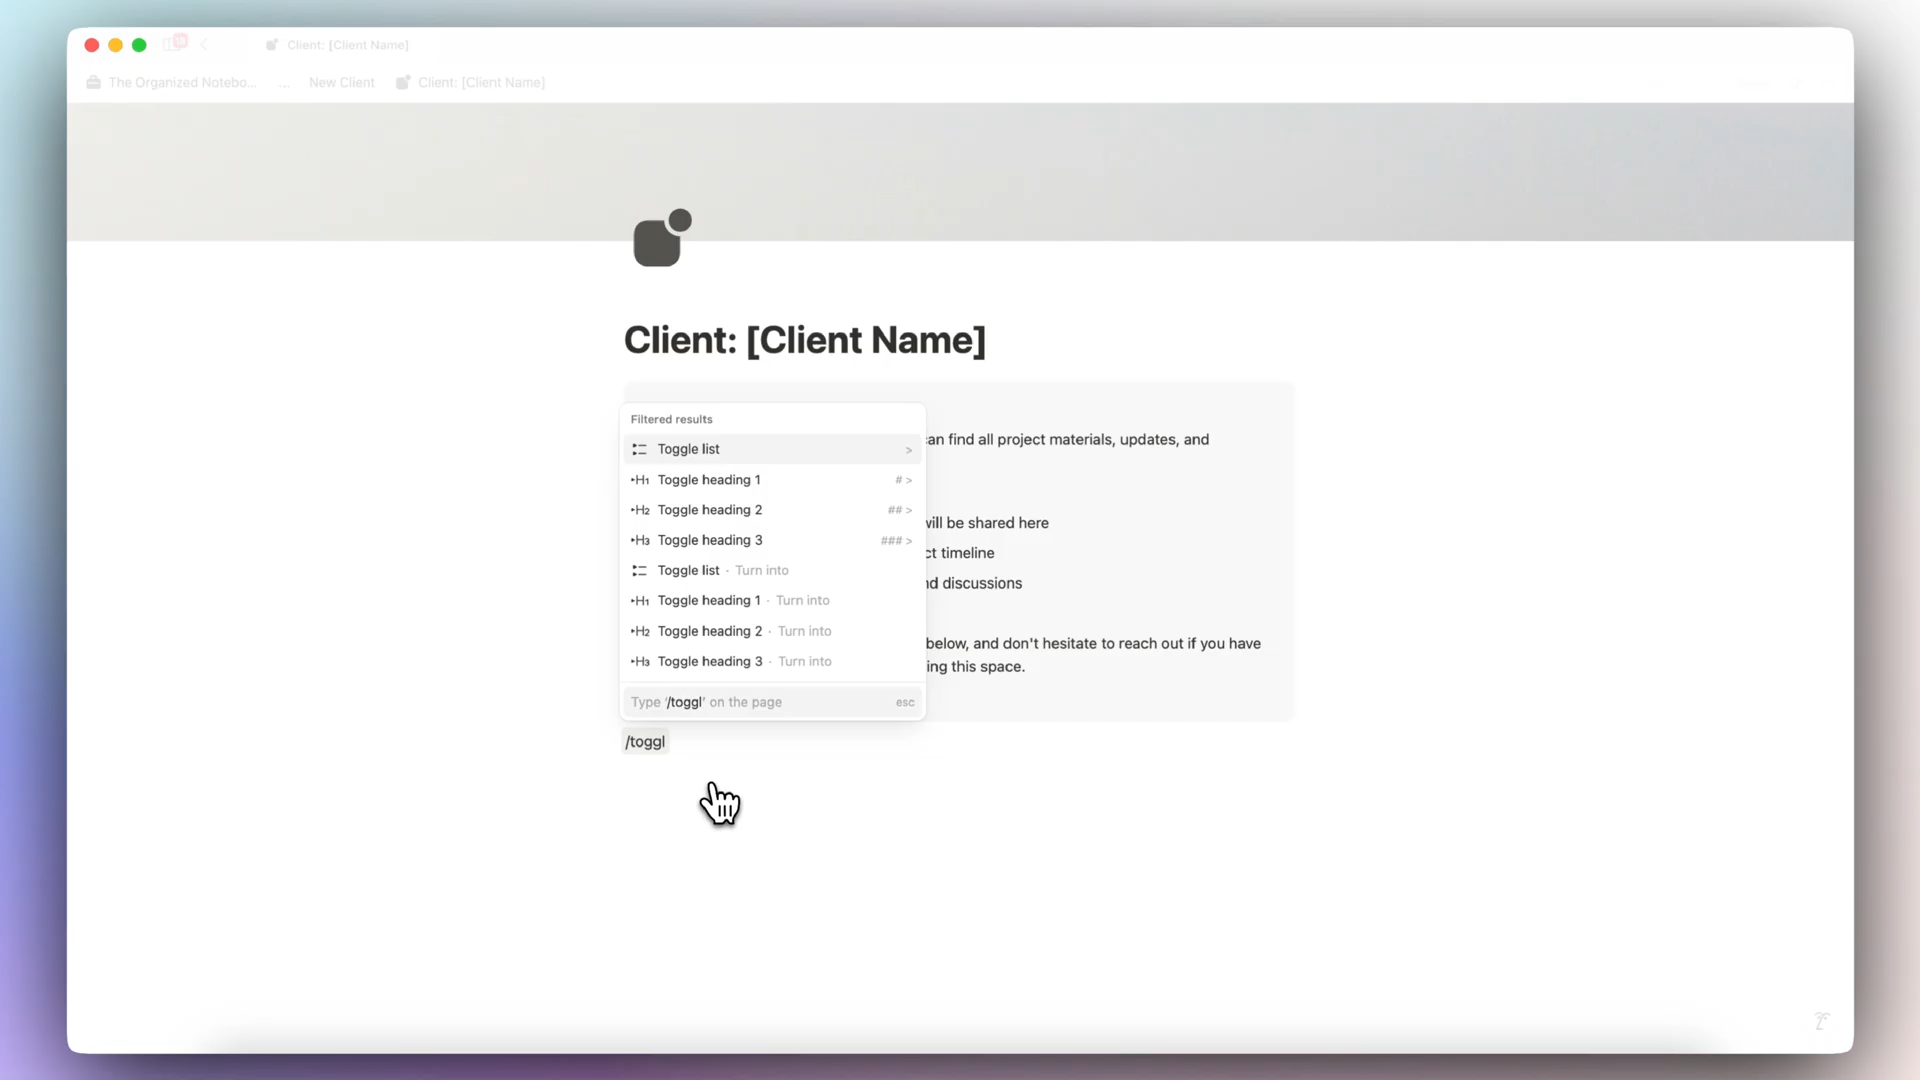 Client: [Client Name]
The Organized Notebo... ... New Client Client: [Client Name]
Client: [Client Name]
Filtered results
Toggle list >
Toggle heading 1 # >
Toggle heading 2 ## >
Toggle heading 3 ### >
Toggle list · Turn into
Toggle heading 1 · Turn into
Toggle heading 2 · Turn into
Toggle heading 3 · Turn into
Type '/toggl' on the page esc
can find all project materials, updates, and
will be shared here
ct timeline
nd discussions
below, and don't hesitate to reach out if you have
ing this space.
/toggl